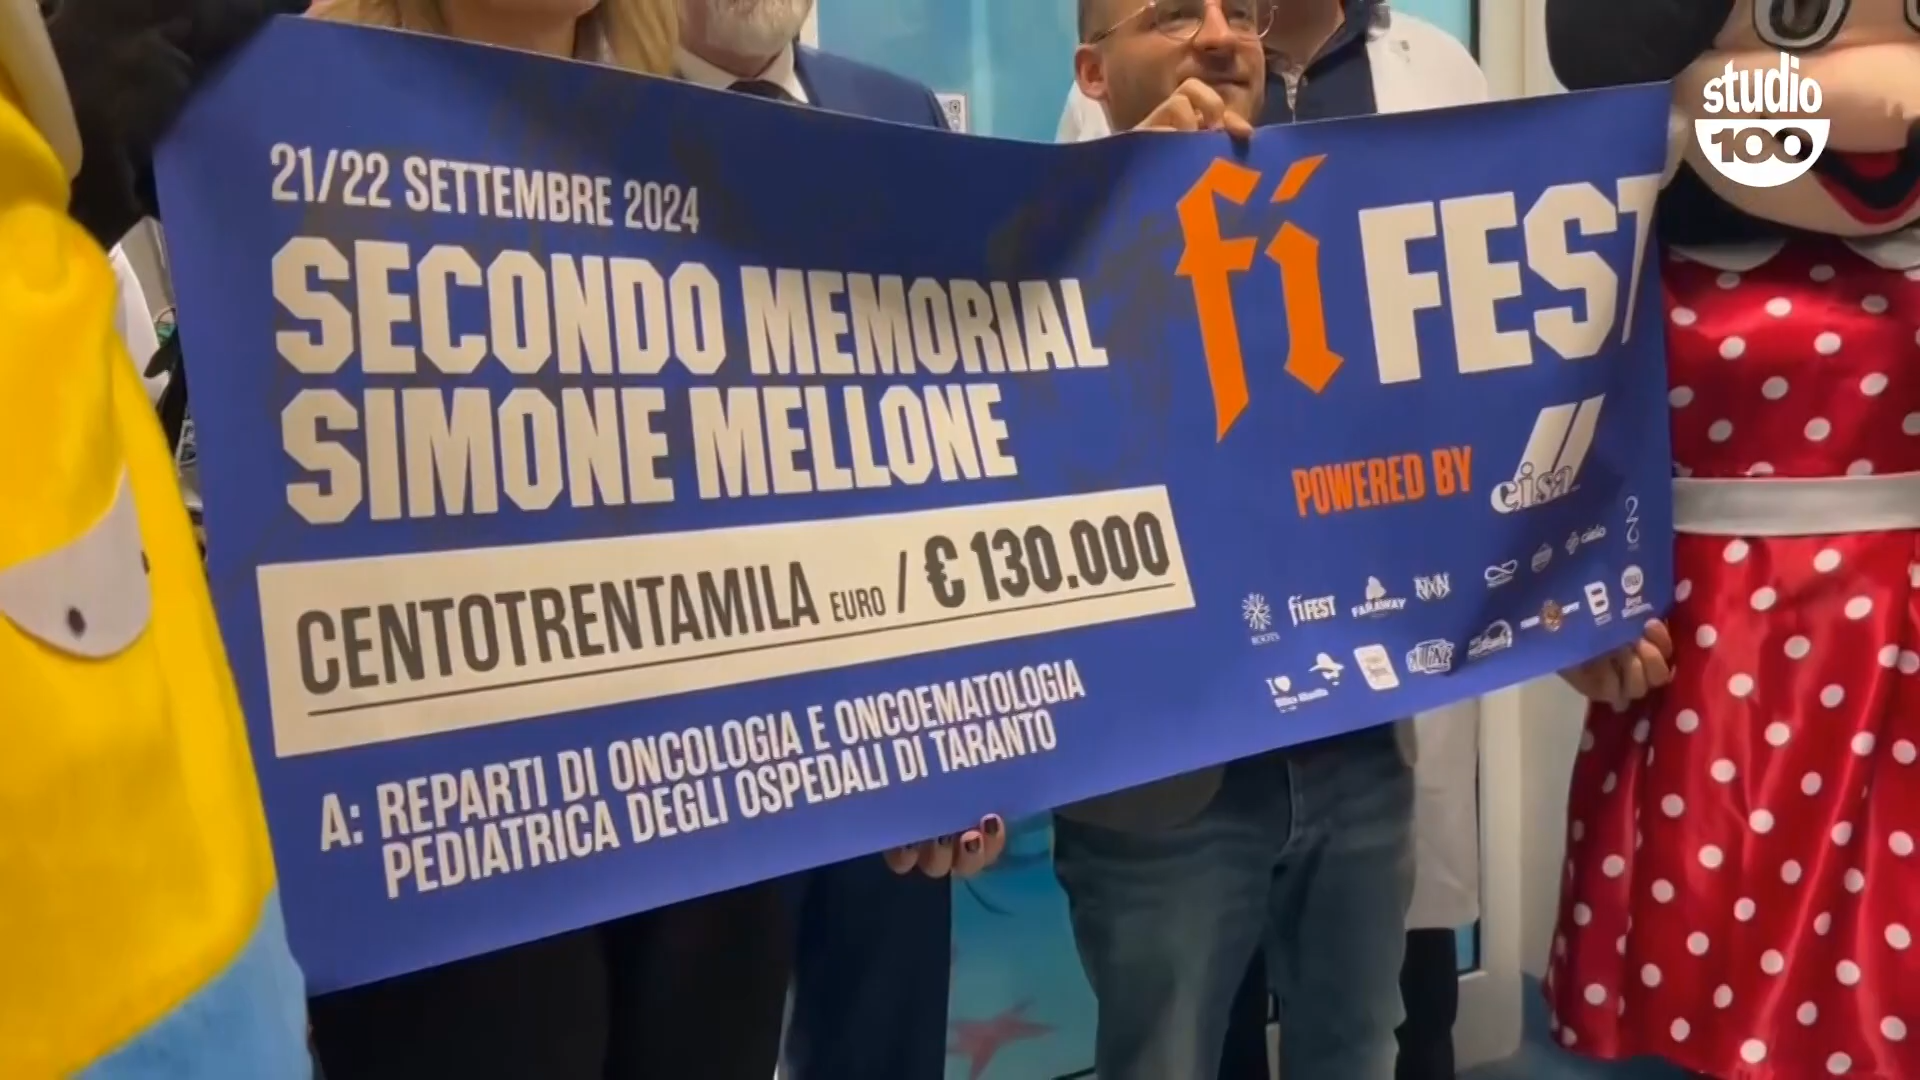 studio
100
21/22 SETTEMBRE 2024
SECONDO MEMORIAL
SIMONE MELLONE
CENTOTRENTAMILA EURO / € 130.000
A: REPARTI DI ONCOLOGIA E ONCOEMATOLOGIA
PEDIATRICA DEGLI OSPEDALI DI TARANTO
fí FEST
POWERED BY cisa
fí FEST
FARAWAY
cielo